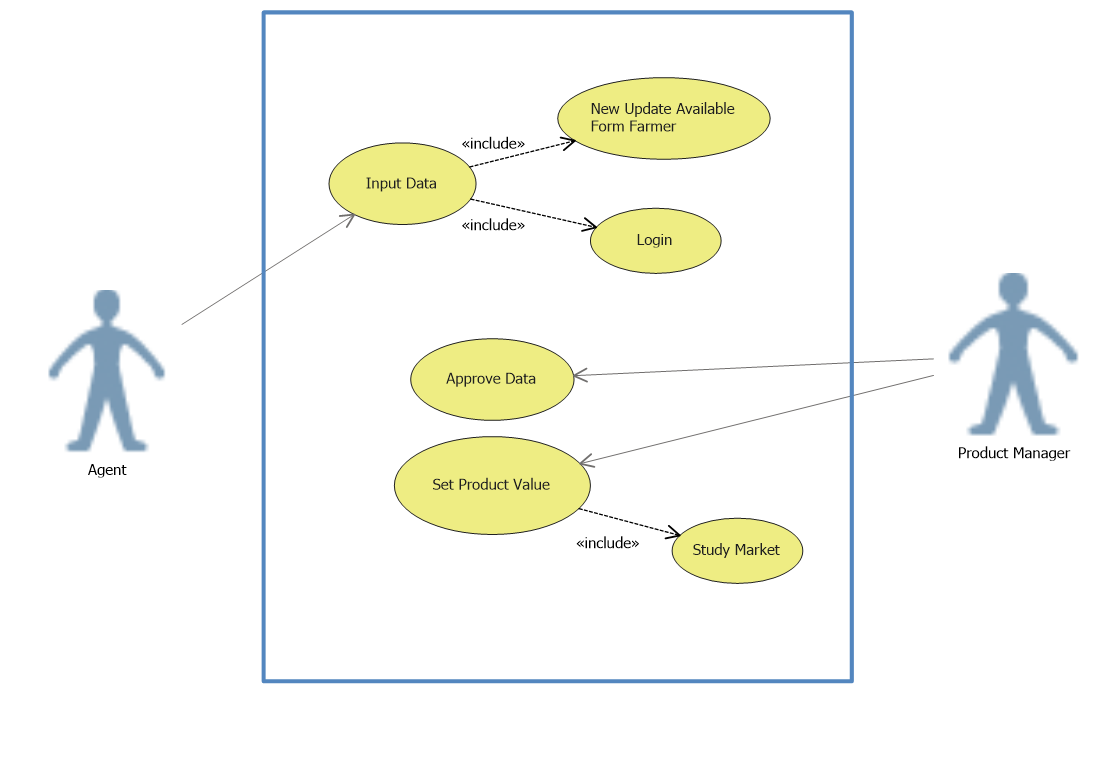 New Update Available
Form Farmer
«include»
Input Data
«include»
Login
Approve Data
Product Manager
Agent
Set Product Value
«include»
Study Market